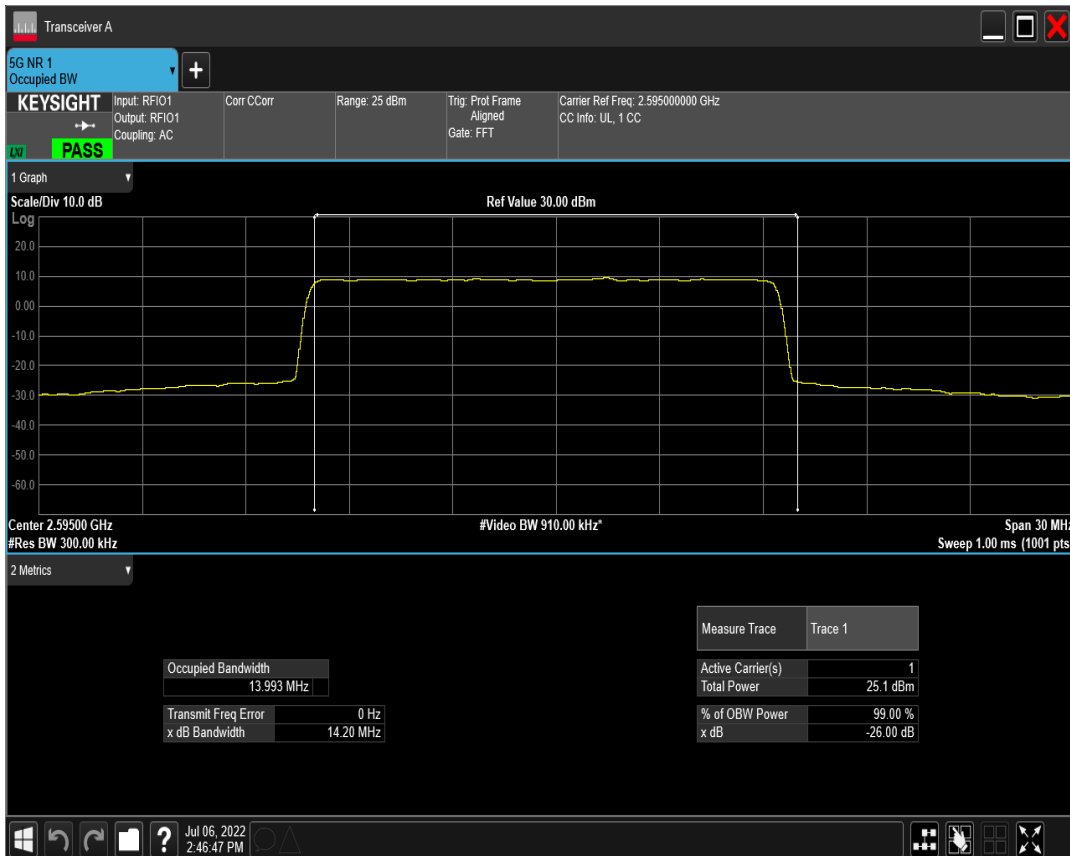 Transceiver A
5G NR 1
Occupied BW
+
KEYSIGHT
LXI
PASS
Input: RFIO1
Output: RFIO1
Coupling: AC
Corr CCorr
Range: 25 dBm
Trig: Prot Frame
Aligned
Gate: FFT
Carrier Ref Freq: 2.595000000 GHz
CC Info: UL, 1 CC
1 Graph
Scale/Div 10.0 dB
Ref Value 30.00 dBm
Log
20.0
10.0
0.00
-10.0
-20.0
-30.0
-40.0
-50.0
-60.0
Center 2.59500 GHz
#Video BW 910.00 kHz*
Span 30 MHz
#Res BW 300.00 kHz
Sweep 1.00 ms (1001 pts
2 Metrics
Measure Trace Trace 1
Occupied Bandwidth
13.993 MHz
Active Carrier(s) 1
Total Power 25.1 dBm
Transmit Freq Error 0 Hz
x dB Bandwidth 14.20 MHz
% of OBW Power 99.00 %
x dB -26.00 dB
?
Jul 06, 2022
2:46:47 PM